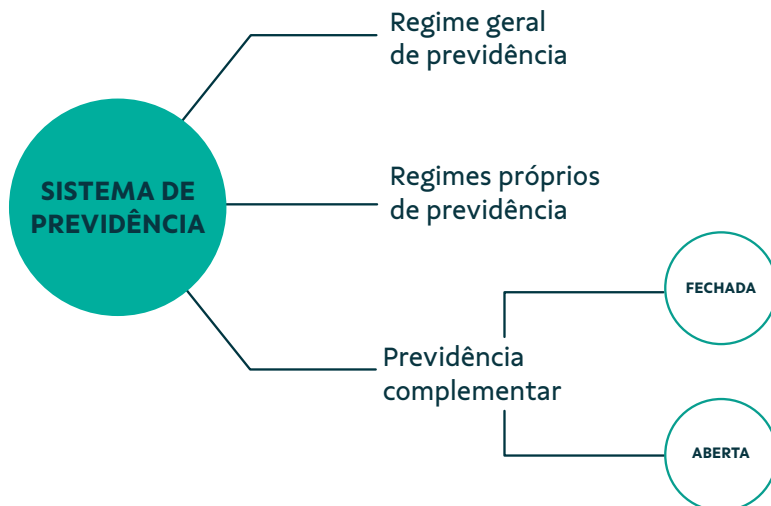 Regime geral
de previdência
SISTEMA DE
PREVIDÊNCIA
Regimes próprios
de previdência
Previdência
complementar
FECHADA
ABERTA